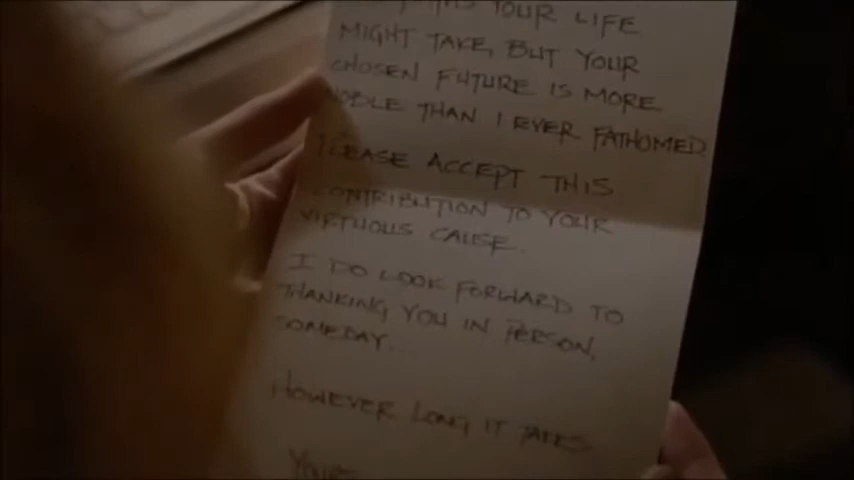 YOUR LIFE
MIGHT TAKE, BUT YOUR
CHOSEN FUTURE IS MORE
NOBLE THAN I EVER FATHOMED.
PLEASE ACCEPT THIS
CONTRIBUTION TO YOUR
VIRTUOUS CAUSE.
I DO LOOK FORWARD TO
THANKING YOU IN PERSON,
SOMEDAY.
HOWEVER LONG IT TAKES
YOURS